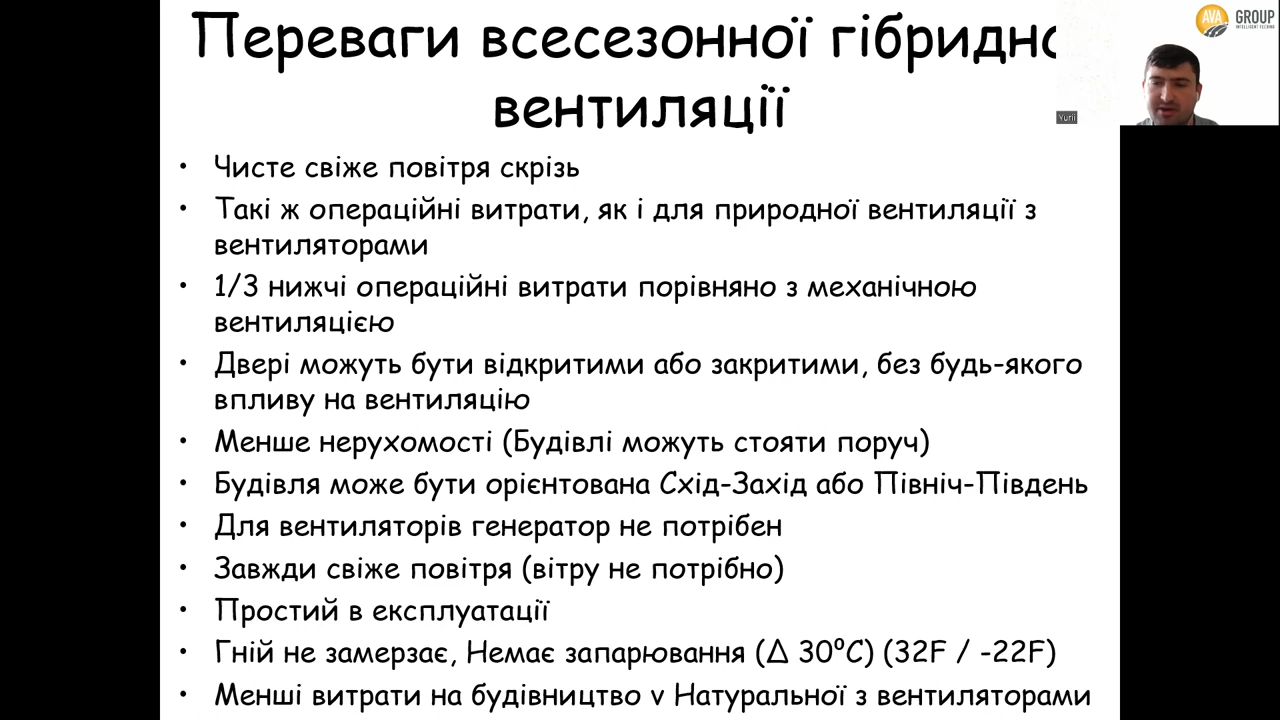 Переваги всесезонної гібридно
вентиляції
• Чисте свіже повітря скрізь
• Такі ж операційні витрати, як і для природної вентиляції з
вентиляторами
• 1/3 нижчі операційні витрати порівняно з механічною
вентиляцією
• Двері можуть бути відкритими або закритими, без будь-якого
впливу на вентиляцію
• Менше нерухомості (Будівлі можуть стояти поруч)
• Будівля може бути орієнтована Схід-Захід або Північ-Південь
• Для вентиляторів генератор не потрібен
• Завжди свіже повітря (вітру не потрібно)
• Простий в експлуатації
• Гній не замерзає, Немає запарювання (Δ 30⁰C) (32F / -22F)
• Менші витрати на будівництво v Натуральної з вентиляторами
AVA GROUP
INTELLIGENT FEEDING
Yurii